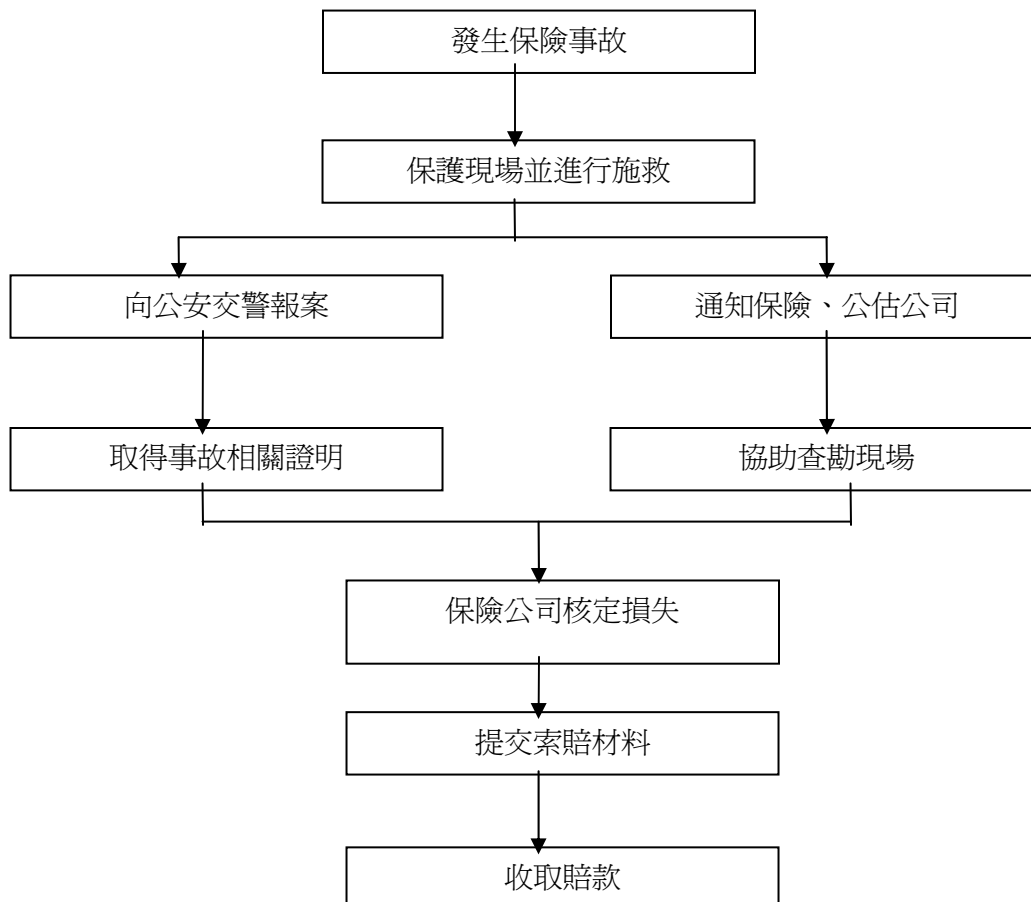 發生保險事故
保護現場並進行施救
向公安交警報案
通知保險、公估公司
取得事故相關證明
協助查勘現場
保險公司核定損失
提交索賠材料
收取賠款